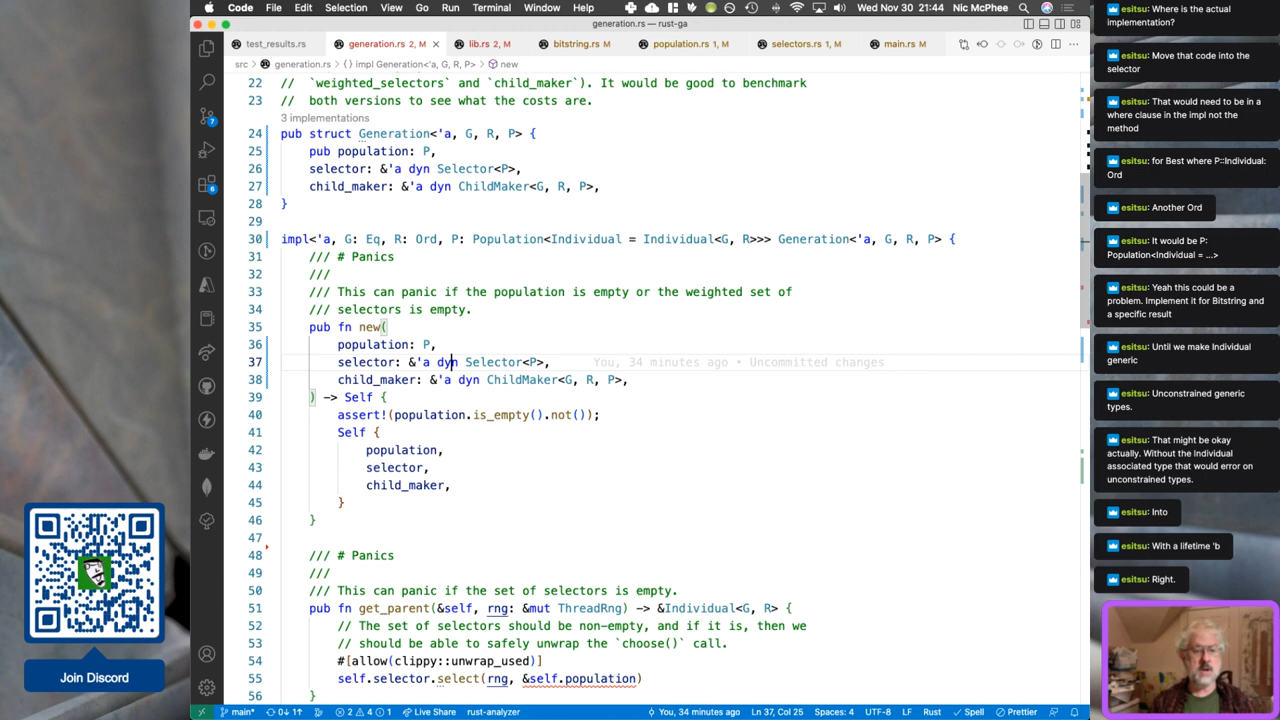 Code File Edit Selection View Go Run Terminal Window Help Wed Nov 30 21:44 Nic McPhee
generation.rs — rust-ga
test_results.rs generation.rs 2, M lib.rs 2, M bitstring.rs M population.rs 1, M selectors.rs 1, M main.rs M
src > generation.rs > {} impl Generation<'a, G, R, P> > new
22 // `weighted_selectors` and `child_maker`). It would be good to benchmark
23 // both versions to see what the costs are.
3 implementations
24 pub struct Generation<'a, G, R, P> {
25 pub population: P,
26 selector: &'a dyn Selector<P>,
27 child_maker: &'a dyn ChildMaker<G, R, P>,
28 }
29
30 impl<'a, G: Eq, R: Ord, P: Population<Individual = Individual<G, R>>> Generation<'a, G, R, P> {
31 /// # Panics
32 ///
33 /// This can panic if the population is empty or the weighted set of
34 /// selectors is empty.
35 pub fn new(
36 population: P,
37 selector: &'a dyn Selector<P>, You, 34 minutes ago • Uncommitted changes
38 child_maker: &'a dyn ChildMaker<G, R, P>,
39 ) -> Self {
40 assert!(population.is_empty().not());
41 Self {
42 population,
43 selector,
44 child_maker,
45 }
46 }
47
48 /// # Panics
49 ///
50 /// This can panic if the set of selectors is empty.
51 pub fn get_parent(&self, rng: &mut ThreadRng) -> &Individual<G, R> {
52 // The set of selectors should be non-empty, and if it is, then we
53 // should be able to safely unwrap the `choose()` call.
54 #[allow(clippy::unwrap_used)]
55 self.selector.select(rng, &self.population)
56 }
7
6
main* 0↓ 1↑ 2 4 1 Live Share rust-analyzer You, 34 minutes ago Ln 37, Col 25 Spaces: 4 UTF-8 LF Rust Spell Prettier
Join Discord
esitsu: Where is the actual
implementation?
esitsu: Move that code into the
selector
esitsu: That would need to be in a
where clause in the impl not the
method
esitsu: for Best where P::Individual:
Ord
esitsu: Another Ord
esitsu: It would be P:
Population<Individual = ...>
esitsu: Yeah this could be a
problem. Implement it for Bitstring and
a specific result
esitsu: Until we make Individual
generic
esitsu: Unconstrained generic
types.
esitsu: That might be okay
actually. Without the Individual
associated type that would error on
unconstrained types.
esitsu: Into
esitsu: With a lifetime 'b
esitsu: Right.